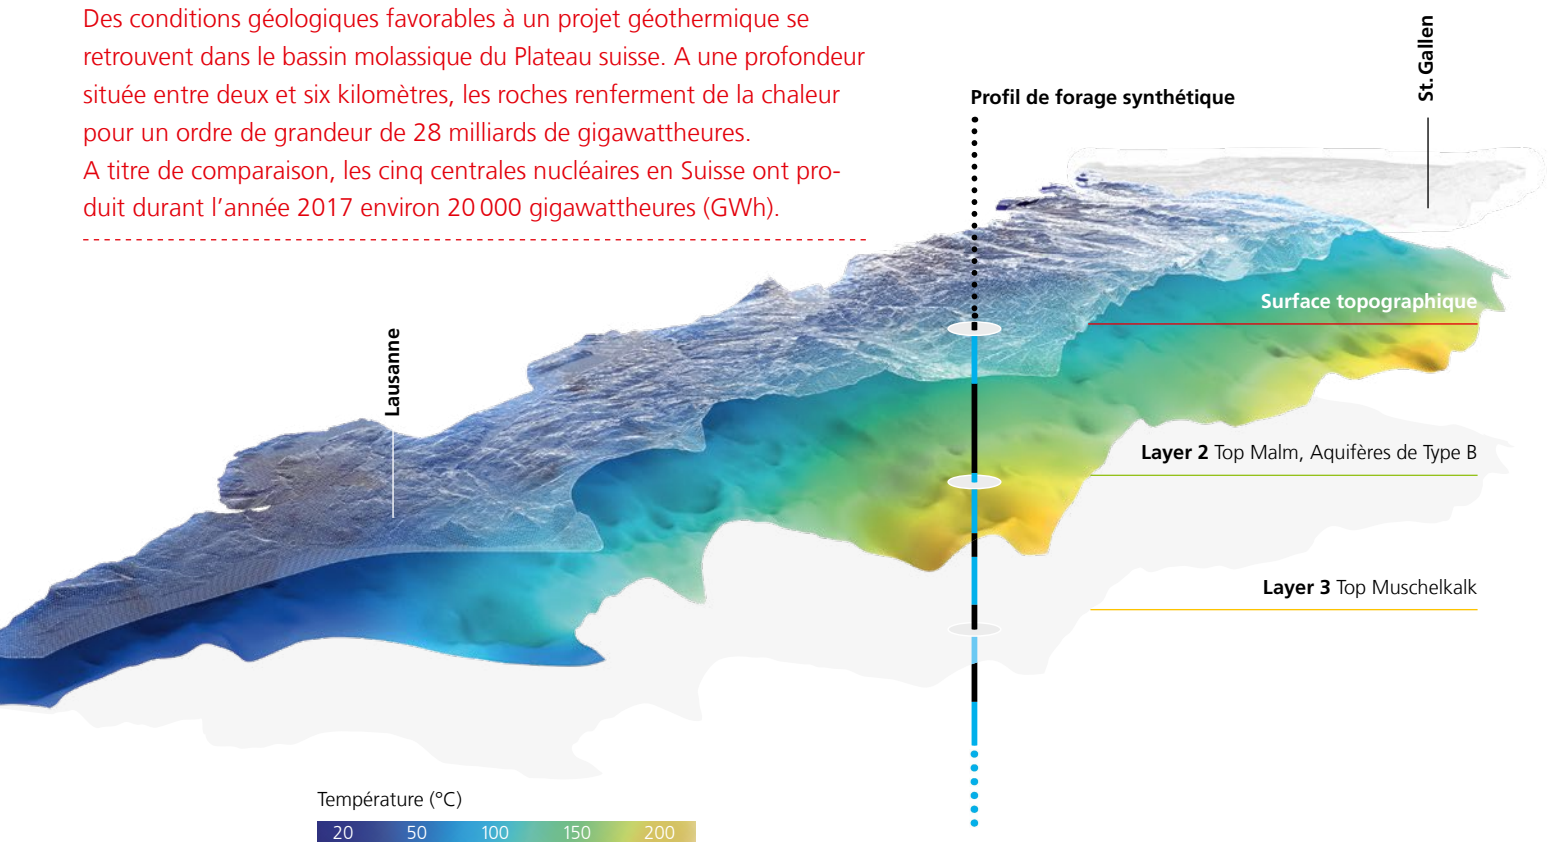 Des conditions géologiques favorables à un projet géothermique se
retrouvent dans le bassin molassique du Plateau suisse. A une profondeur
située entre deux et six kilomètres, les roches renferment de la chaleur
pour un ordre de grandeur de 28 milliards de gigawattheures.
A titre de comparaison, les cinq centrales nucléaires en Suisse ont pro-
duit durant l’année 2017 environ 20 000 gigawattheures (GWh).
St. Gallen
Profil de forage synthétique
Surface topographique
Lausanne
Layer 2 Top Malm, Aquifères de Type B
Layer 3 Top Muschelkalk
Température (°C)
20 50 100 150 200